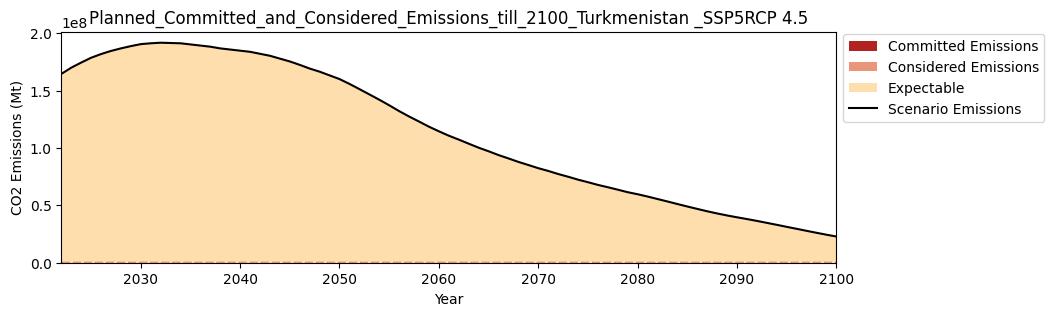 Planned_Committed_and_Considered_Emissions_till_2100_Turkmenistan _SSP5RCP 4.5
1e8
2.0
1.5
1.0
0.5
0.0
CO2 Emissions (Mt)
2030 2040 2050 2060 2070 2080 2090 2100
Year
Committed Emissions
Considered Emissions
Expectable
Scenario Emissions